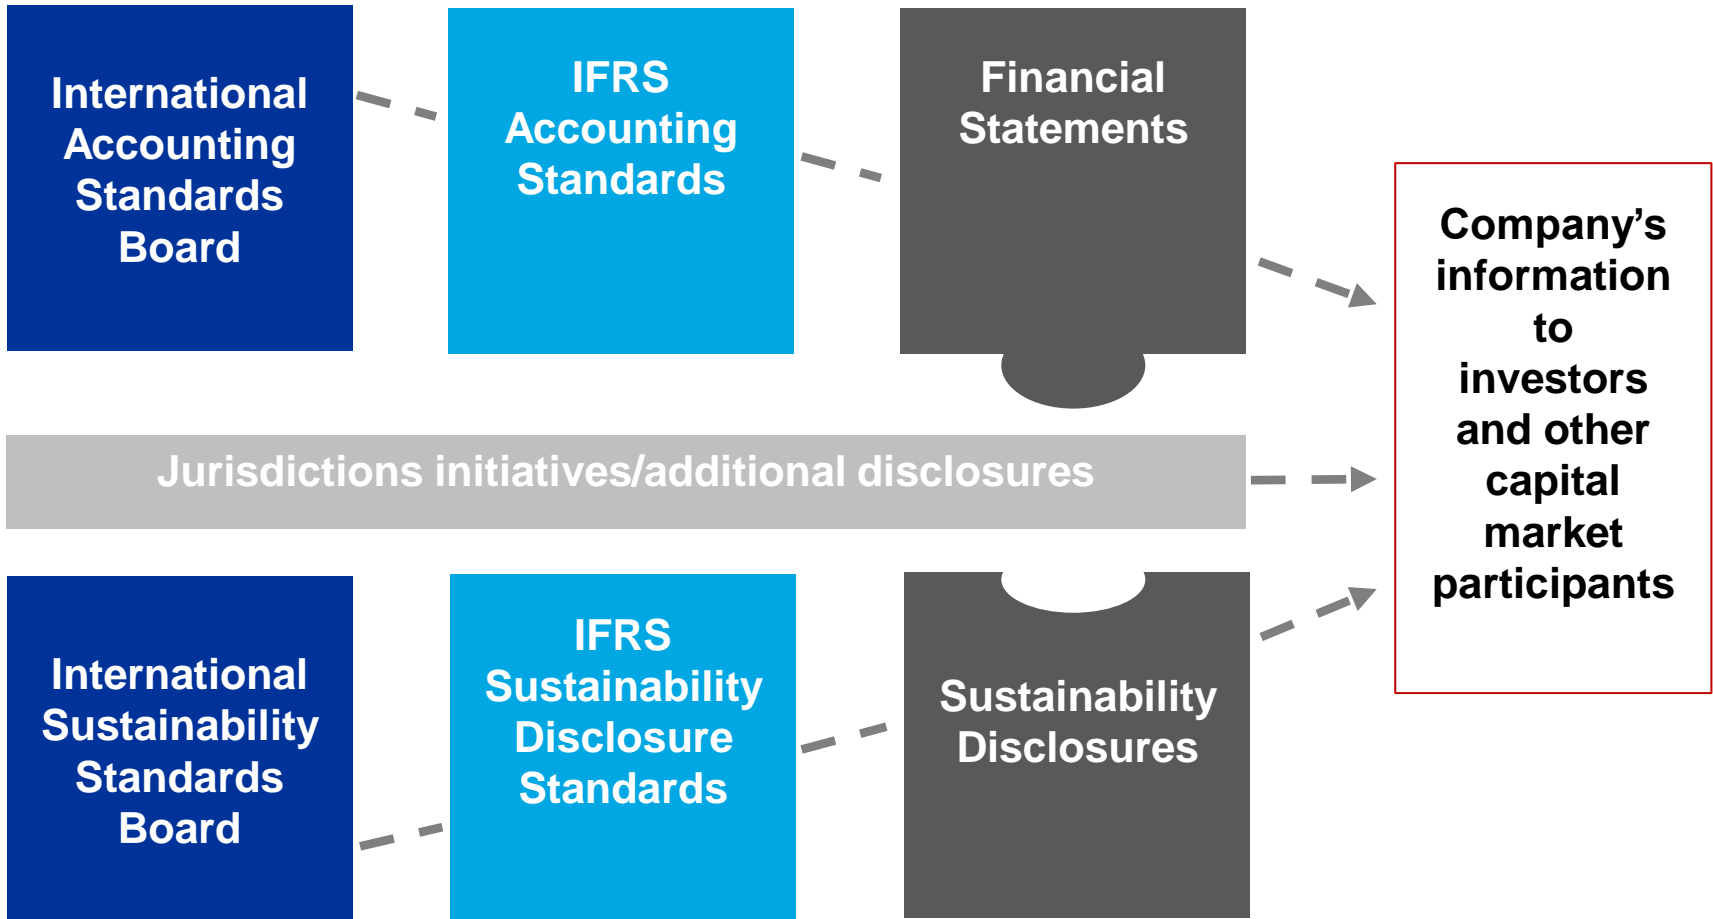 International
Accounting
Standards
Board
IFRS
Accounting
Standards
Financial
Statements
Company’s
information
to
investors
and other
capital
market
participants
Jurisdictions initiatives/additional disclosures
International
Sustainability
Standards
Board
IFRS
Sustainability
Disclosure
Standards
Sustainability
Disclosures